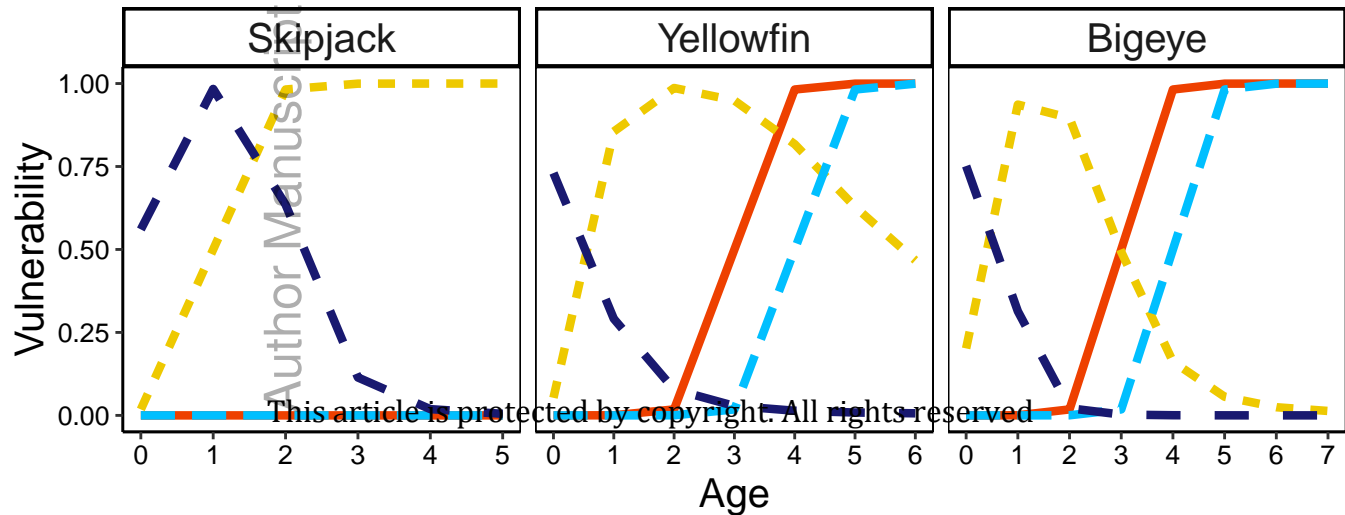 Skipjack Yellowfin Bigeye
Author Manuscript
Vulnerability
1.00
0.75
0.50
0.25
0.00
This article is protected by copyright. All rights reserved
0 1 2 3 4 5 0 1 2 3 4 5 6 0 1 2 3 4 5 6 7
Age